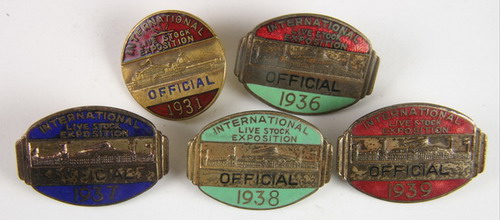 INTERNATIONAL
LIVE STOCK
EXPOSITION
OFFICIAL
1931
INTERNATIONAL
LIVE STOCK
EXPOSITION
OFFICIAL
1936
INTERNATIONAL
LIVE STOCK
EXPOSITION
1937
INTERNATIONAL
LIVE STOCK
EXPOSITION
OFFICIAL
1938
INTERNATIONAL
LIVE STOCK
EXPOSITION
OFFICIAL
1939